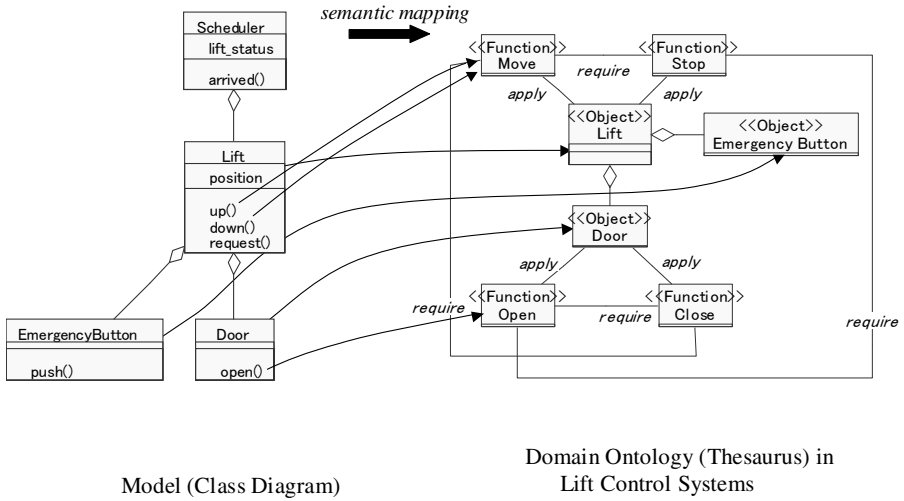 semantic mapping
Scheduler
lift_status
arrived()
Lift
position
up()
down()
request()
EmergencyButton
push()
Door
open()
<<Function>>
Move
require
<<Function>>
Stop
apply
apply
<<Object>>
Lift
<<Object>>
Emergency Button
<<Object>>
Door
apply
apply
require
<<Function>>
Open
require
<<Function>>
Close
require
Model (Class Diagram)
Domain Ontology (Thesaurus) in
Lift Control Systems